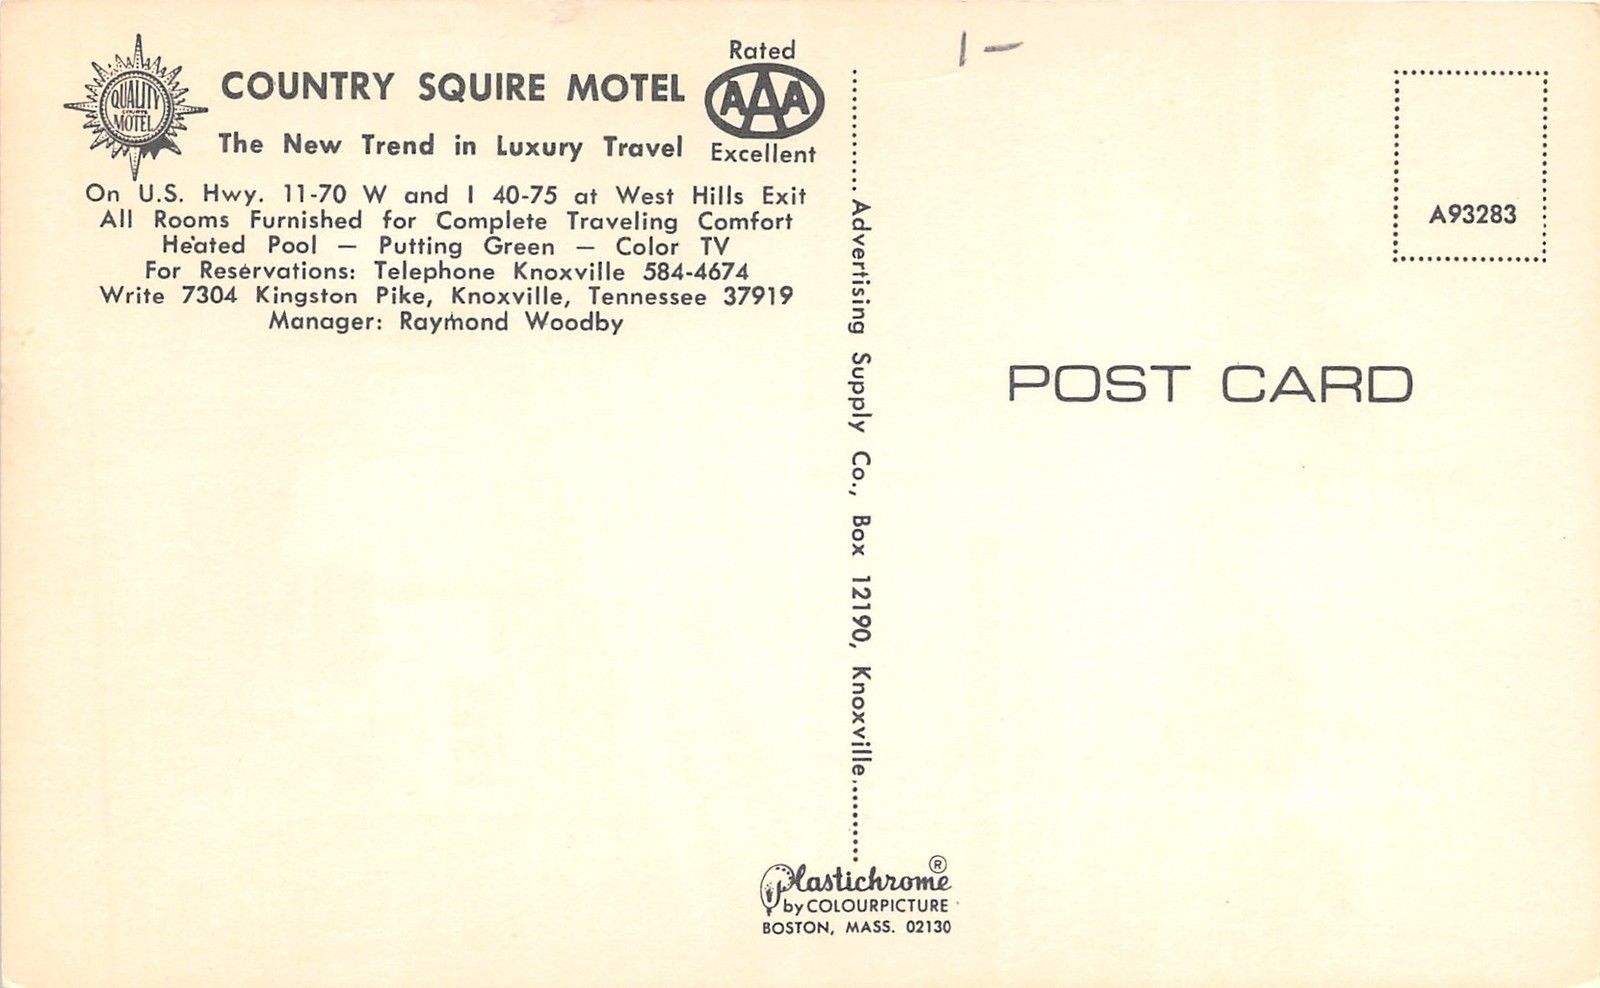 QUALITY
COURTS
MOTEL
COUNTRY SQUIRE MOTEL
The New Trend in Luxury Travel
Rated
AAA
Excellent
On U.S. Hwy. 11-70 W and I 40-75 at West Hills Exit
All Rooms Furnished for Complete Traveling Comfort
Heated Pool — Putting Green — Color TV
For Reservations: Telephone Knoxville 584-4674
Write 7304 Kingston Pike, Knoxville, Tennessee 37919
Manager: Raymond Woodby
Advertising Supply Co., Box 12190, Knoxville
Plastichrome ®
by COLOURPICTURE
BOSTON, MASS. 02130
1 –
A93283
POST CARD